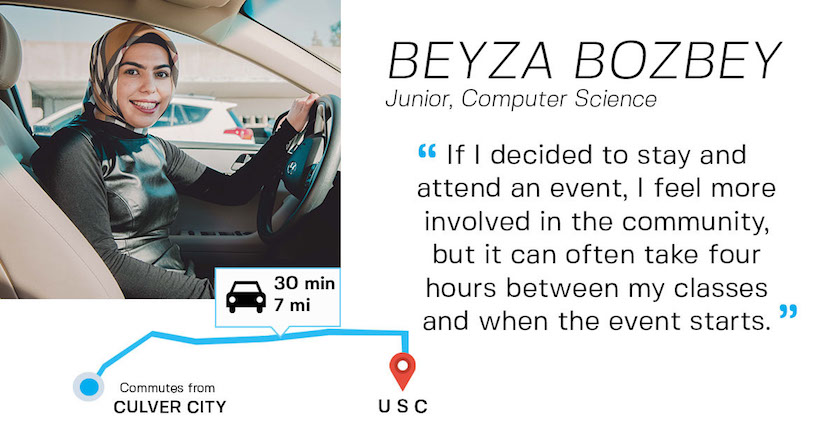 BEYZA BOZBEY
Junior, Computer Science
“ If I decided to stay and
attend an event, I feel more
involved in the community,
but it can often take four
hours between my classes
and when the event starts. ”
30 min
7 mi
Commutes from
CULVER CITY
USC